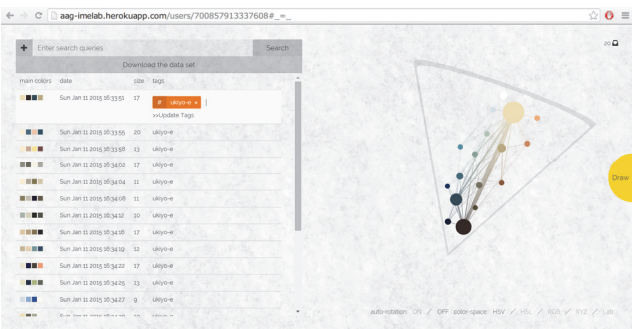 aag-imelab.herokuapp.com/users/700857913337608#_=_
+ Enter search queries Search
20
Download the data set
main colors date size tags
Sun Jan 11 2015 16:33:51 17 # ukiyo-e
>>Update Tags
Sun Jan 11 2015 16:33:55 20 ukiyo-e
Sun Jan 11 2015 16:33:58 13 ukiyo-e
Sun Jan 11 2015 16:34:02 17 ukiyo-e
Sun Jan 11 2015 16:34:04 11 ukiyo-e
Draw
Sun Jan 11 2015 16:34:08 11 ukiyo-e
Sun Jan 11 2015 16:34:12 10 ukiyo-e
Sun Jan 11 2015 16:34:16 17 ukiyo-e
Sun Jan 11 2015 16:34:19 12 ukiyo-e
Sun Jan 11 2015 16:34:22 17 ukiyo-e
Sun Jan 11 2015 16:34:25 13 ukiyo-e
Sun Jan 11 2015 16:34:27 9 ukiyo-e
auto-rotation ON / OFF color-space HSV / HSL / RGB / XYZ / Lab